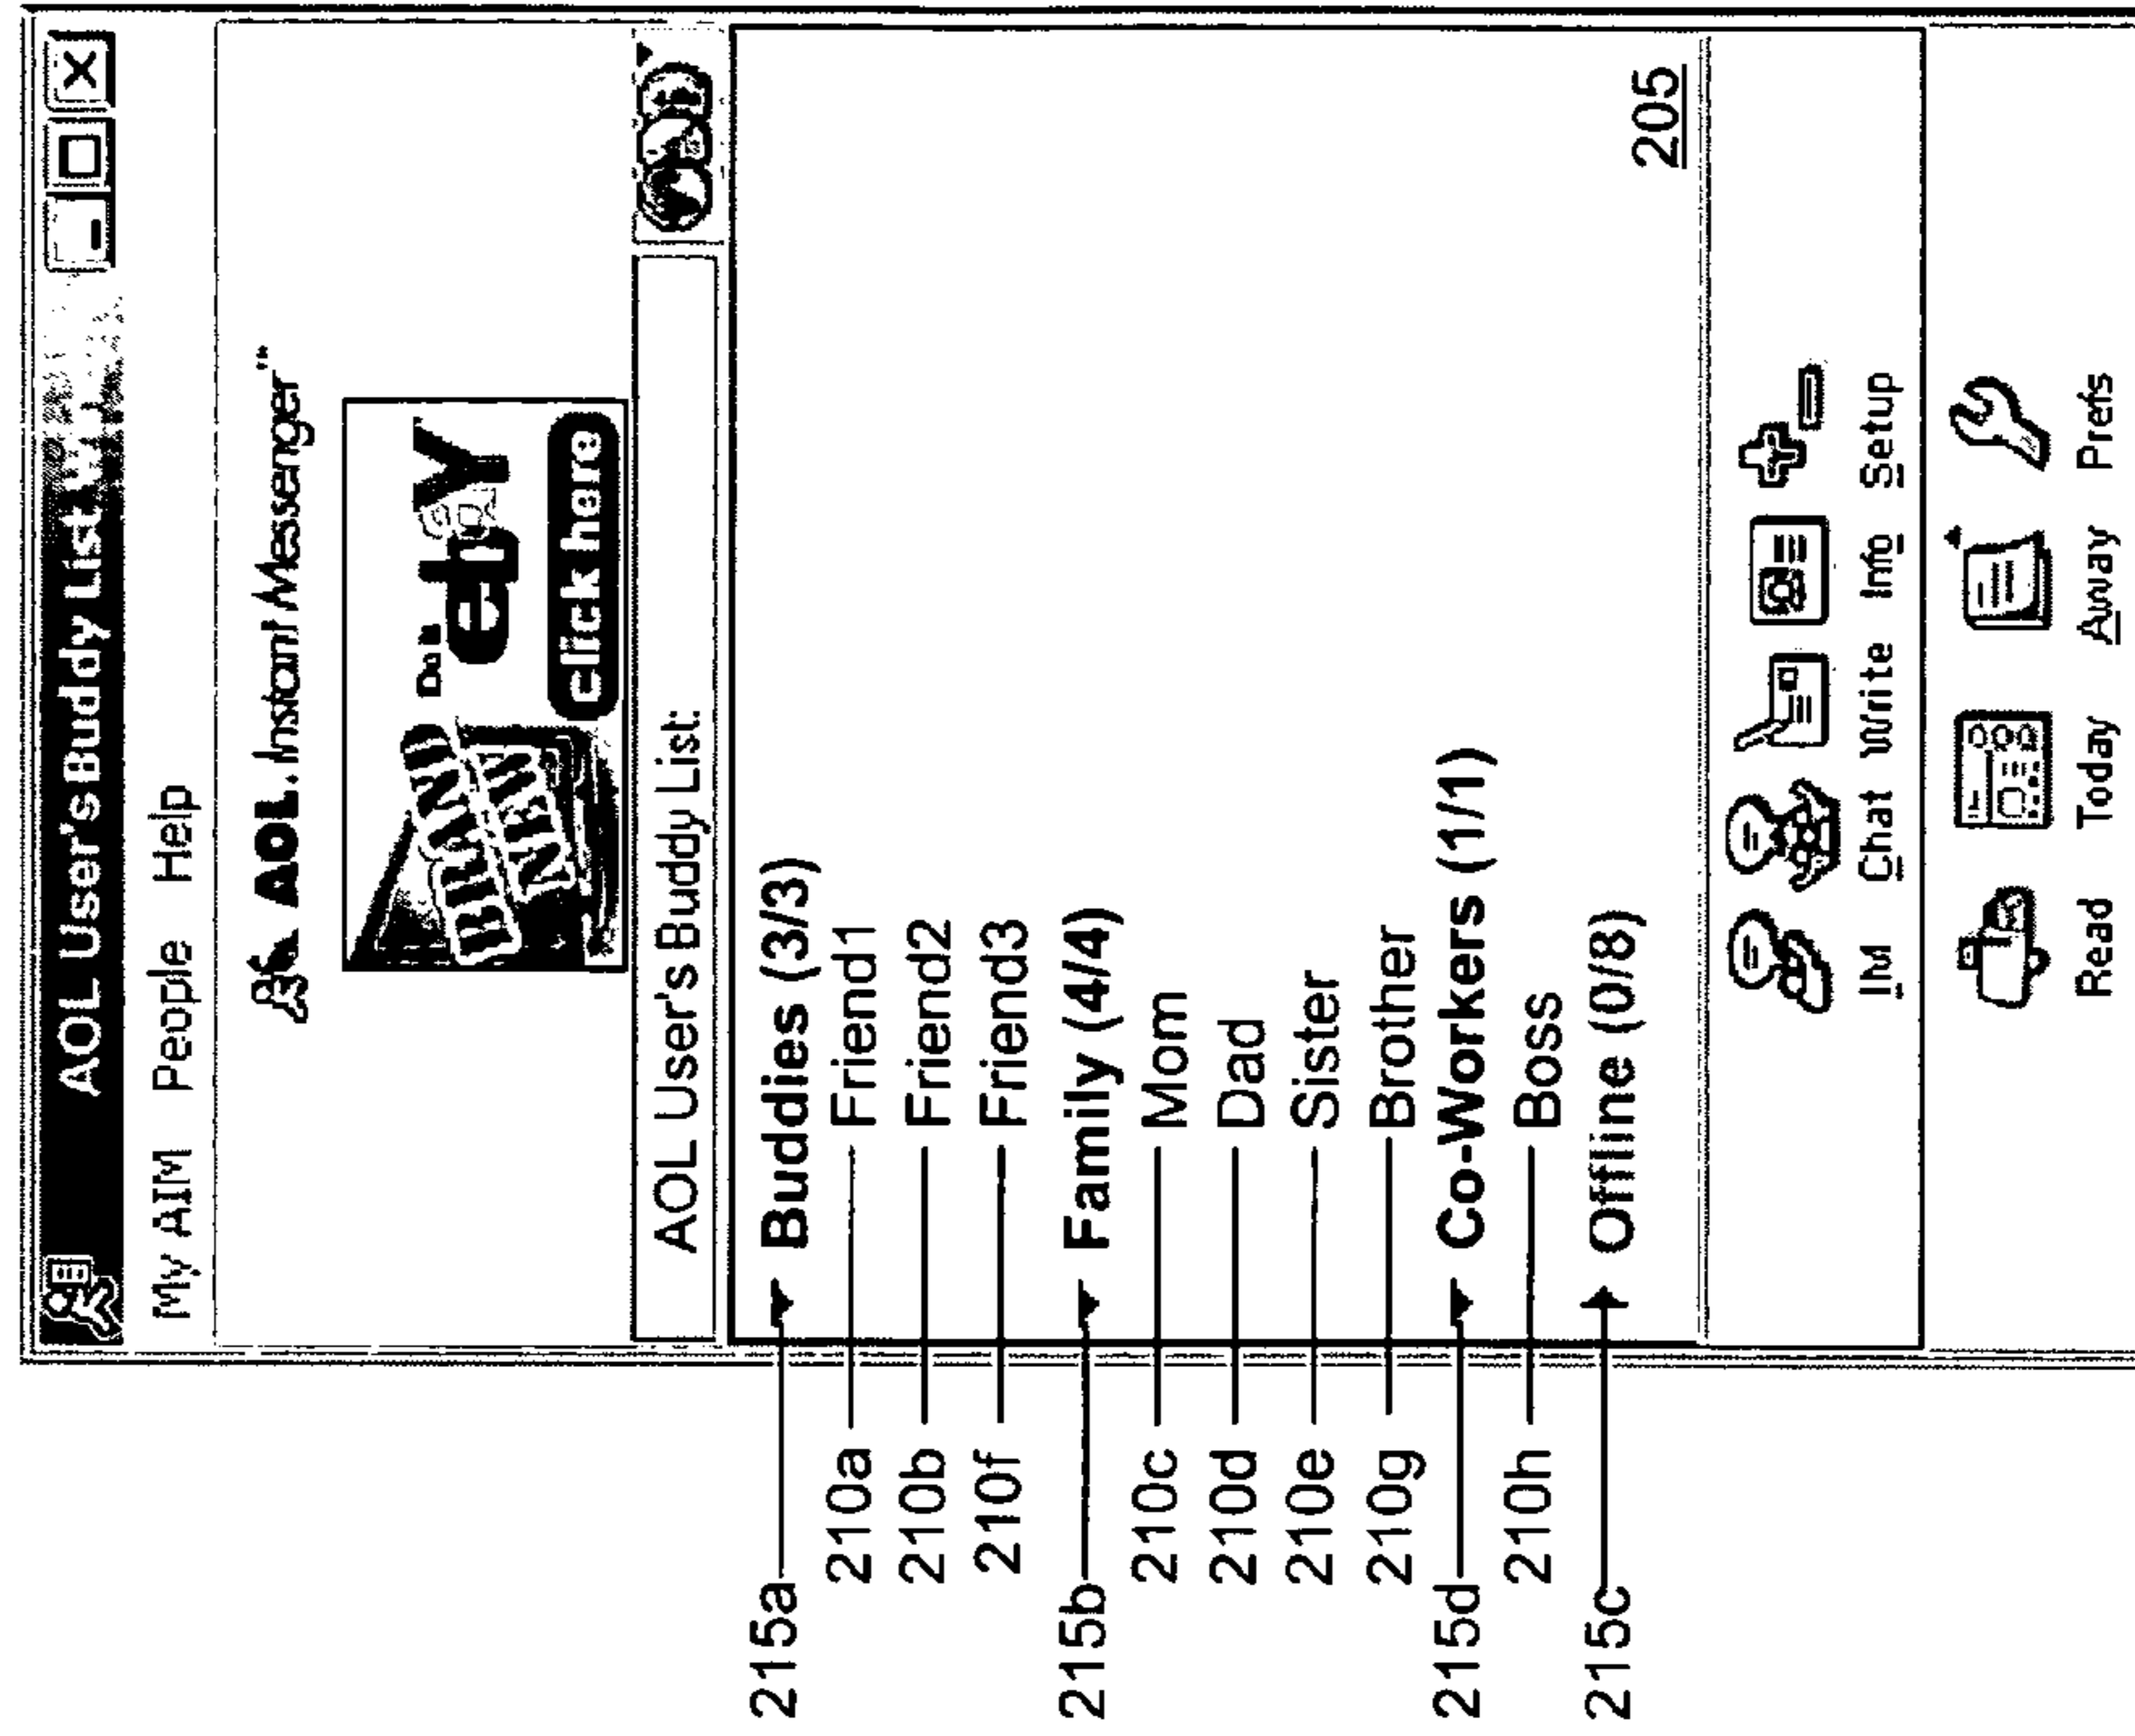 AOL User's Buddy List
My AIM People Help
AOL Instant Messenger™
BRAND NEW
eBay
click here
AOL User's Buddy List:
215a Buddies (3/3)
210a Friend1
210b Friend2
210f Friend3
215b Family (4/4)
210c Mom
210d Dad
210e Sister
210g Brother
215d Co-Workers (1/1)
210h Boss
215c Offline (0/8)
205
IM Chat Write Info Setup
Read Today Away Prefs